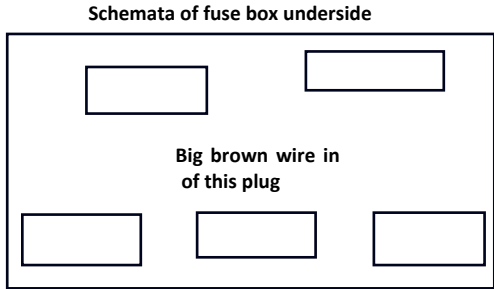 Schemata of fuse box underside
Big brown wire in
of this plug